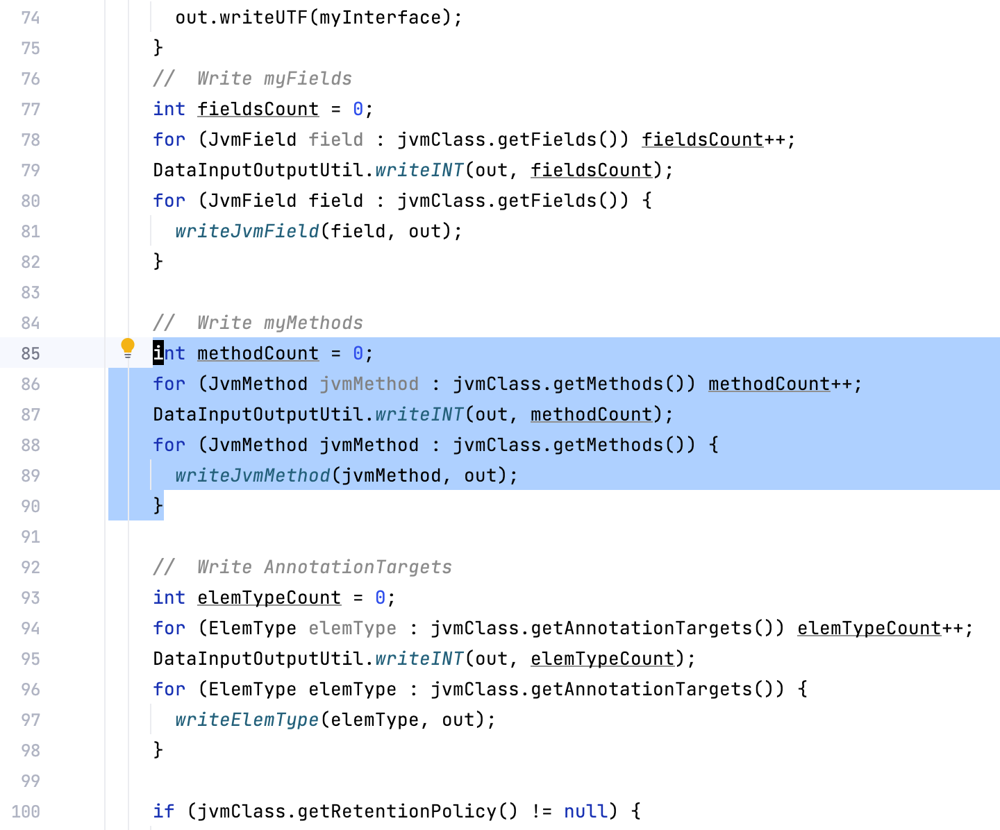 74 out.writeUTF(myInterface);
75 }
76 //  Write myFields
77 int fieldsCount = 0;
78 for (JvmField field : jvmClass.getFields()) fieldsCount++;
79 DataInputOutputUtil.writeINT(out, fieldsCount);
80 for (JvmField field : jvmClass.getFields()) {
81   writeJvmField(field, out);
82 }
83
84 //  Write myMethods
85 int methodCount = 0;
86 for (JvmMethod jvmMethod : jvmClass.getMethods()) methodCount++;
87 DataInputOutputUtil.writeINT(out, methodCount);
88 for (JvmMethod jvmMethod : jvmClass.getMethods()) {
89   writeJvmMethod(jvmMethod, out);
90 }
91
92 //  Write AnnotationTargets
93 int elemTypeCount = 0;
94 for (ElemType elemType : jvmClass.getAnnotationTargets()) elemTypeCount++;
95 DataInputOutputUtil.writeINT(out, elemTypeCount);
96 for (ElemType elemType : jvmClass.getAnnotationTargets()) {
97   writeElemType(elemType, out);
98 }
99
100 if (jvmClass.getRetentionPolicy() != null) {